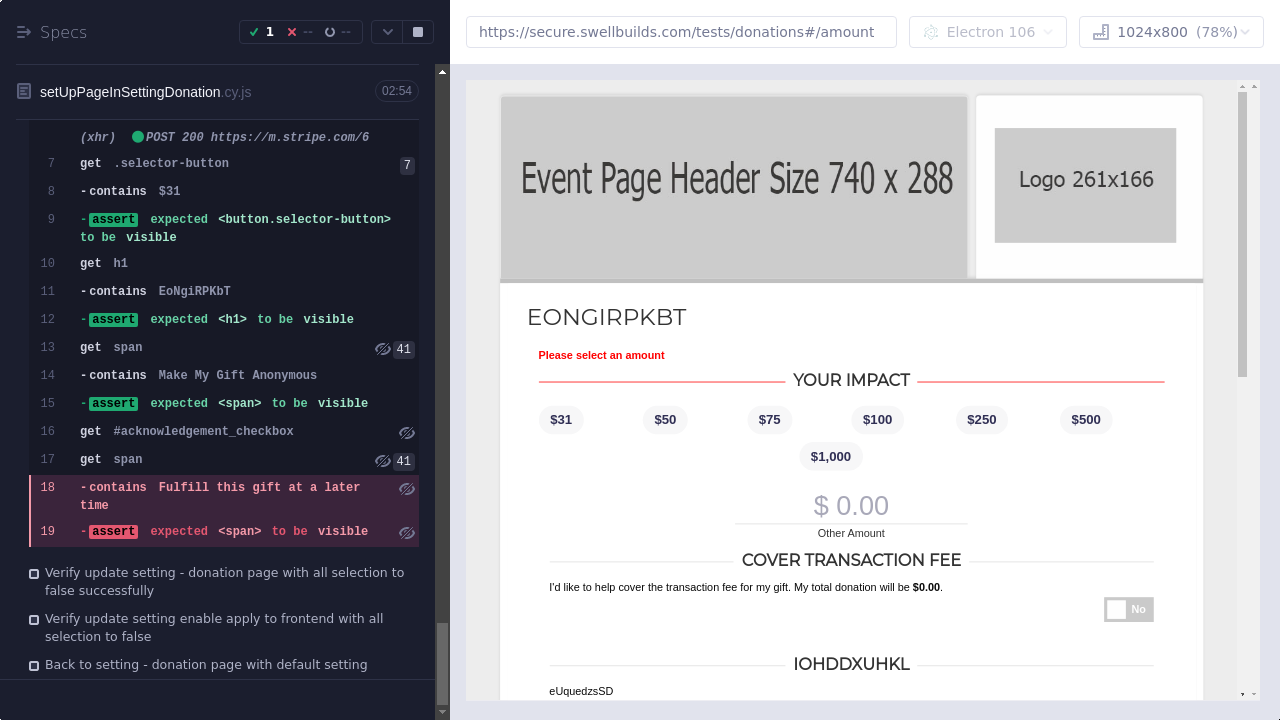 Specs
1 -- --
setUpPageInSettingDonation.cy.js 02:54
(xhr) POST 200 https://m.stripe.com/6
7 get .selector-button 7
8 -contains $31
9 -assert expected <button.selector-button>
to be visible
10 get h1
11 -contains EoNgiRPKbT
12 -assert expected <h1> to be visible
13 get span 41
14 -contains Make My Gift Anonymous
15 -assert expected <span> to be visible
16 get #acknowledgement_checkbox
17 get span 41
18 -contains Fulfill this gift at a later
time
19 -assert expected <span> to be visible
Verify update setting - donation page with all selection to
false successfully
Verify update setting enable apply to frontend with all
selection to false
Back to setting - donation page with default setting
https://secure.swellbuilds.com/tests/donations#/amount
Electron 106
1024x800 (78%)
Event Page Header Size 740 x 288
Logo 261x166
EONGIRPKBT
Please select an amount
YOUR IMPACT
$31 $50 $75 $100 $250 $500
$1,000
$ 0.00
Other Amount
COVER TRANSACTION FEE
I'd like to help cover the transaction fee for my gift. My total donation will be $0.00.
No
IOHDDXUHKL
eUquedzsSD